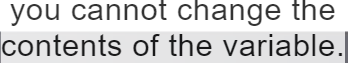 you cannot change the
contents of the variable.